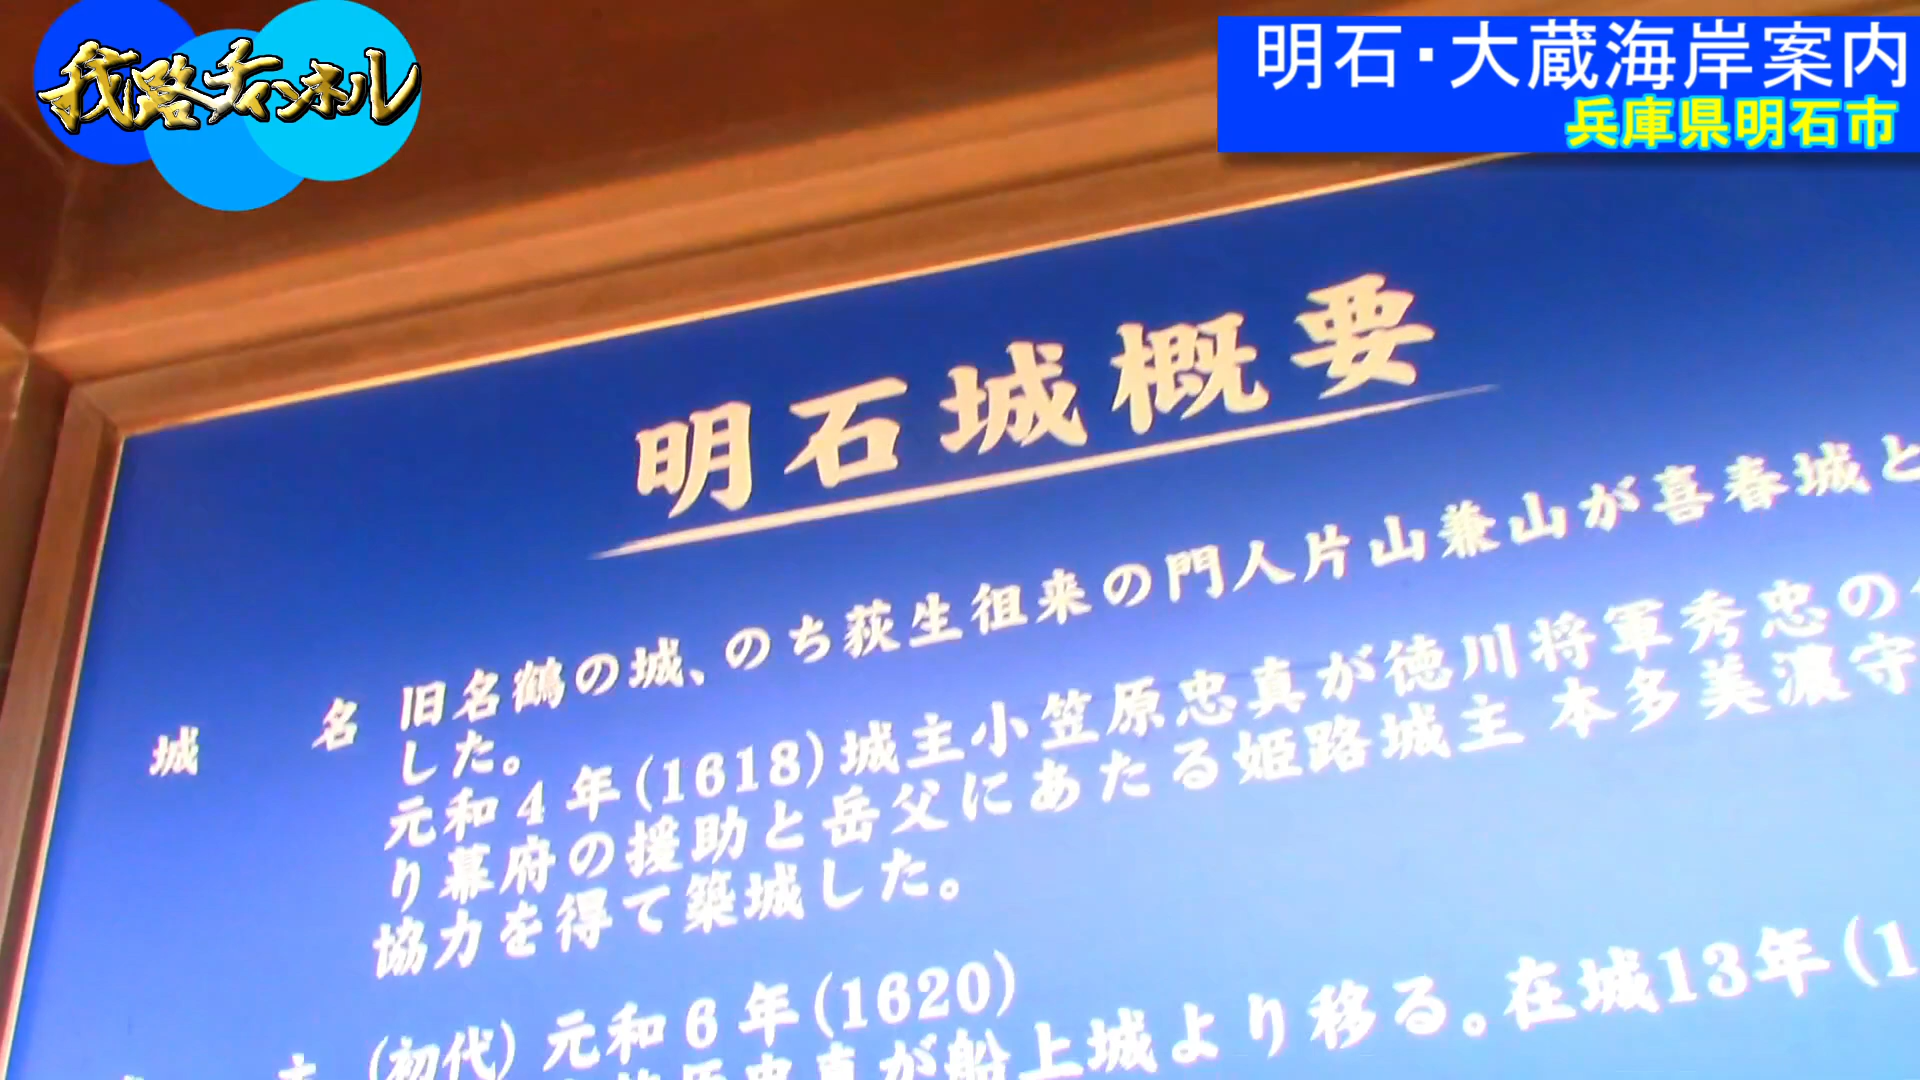 我路チャンネル
明石・大蔵海岸案内
兵庫県明石市
明石城概要
城 名 旧名鶴の城、のち荻生徂来の門人片山兼山が喜春城と
した。
元和4年(1618)城主小笠原忠真が徳川将軍秀忠の
り幕府の援助と岳父にあたる姫路城主 本多美濃守
協力を得て築城した。
(初代) 元和6年(1620)
笠原忠真が船上城より移る。在城13年(1